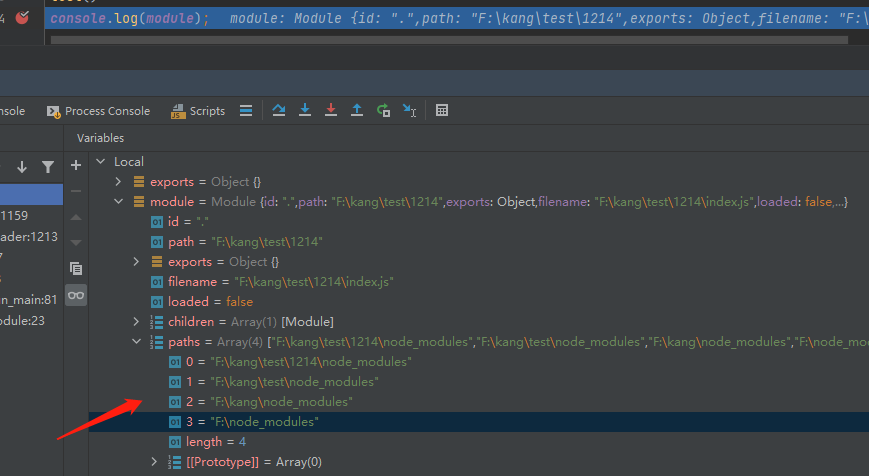 4 console.log(module); module: Module {id: ".",path: "F:\kang\test\1214",exports: Object,filename: "F:\
nsole Process Console Scripts
Variables
Local
exports = Object {}
module = Module {id: ".",path: "F:\kang\test\1214",exports: Object,filename: "F:\kang\test\1214\index.js",loaded: false,...}
1159 id = "."
ader:1213 path = "F:\kang\test\1214"
exports = Object {}
filename = "F:\kang\test\1214\index.js"
n_main:81 loaded = false
odule:23 children = Array(1) [Module]
paths = Array(4) ["F:\kang\test\1214\node_modules","F:\kang\test\node_modules","F:\kang\node_modules","F:\node_mo
0 = "F:\kang\test\1214\node_modules"
1 = "F:\kang\test\node_modules"
2 = "F:\kang\node_modules"
3 = "F:\node_modules"
length = 4
[[Prototype]] = Array(0)